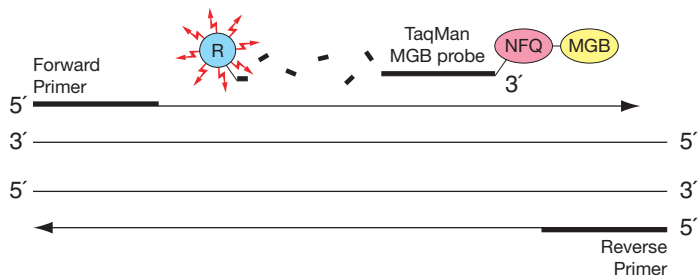 R
TaqMan
MGB probe
NFQ
MGB
3´
Forward
Primer
5´
3´
5´
5´
3´
5´
Reverse
Primer